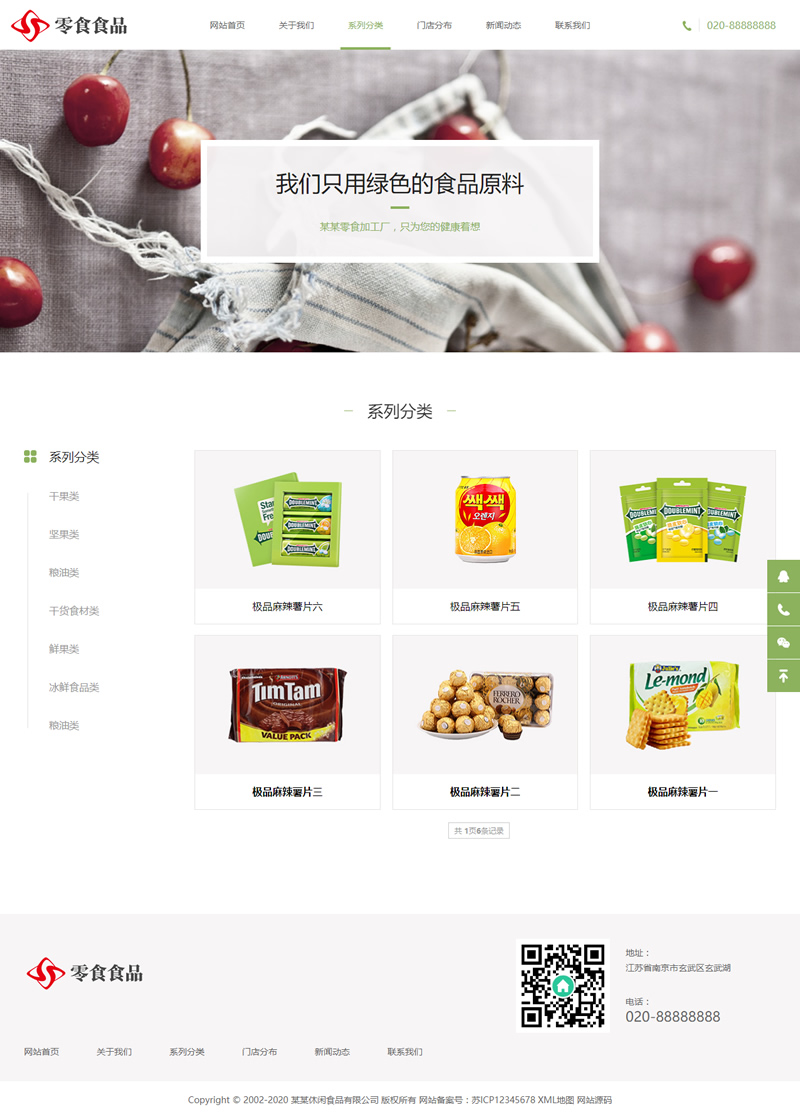 零食食品
网站首页 关于我们 系列分类 门店分布 新闻动态 联系我们
020-88888888
我们只用绿色的食品原料
某某零食加工厂，只为您的健康着想
系列分类
系列分类
干果类
坚果类
粮油类
干货食材类
鲜果类
冰鲜食品类
粮油类
DOUBLEMINT
DOUBLEMINT
DOUBLEMINT
쌕쌕
오렌지
DOUBLEMINT
极品麻辣薯片六
极品麻辣薯片五
极品麻辣薯片四
TimTam
ORIGINAL
VALUE PACK
FERRERO
ROCHER
Le-mond
极品麻辣薯片三
极品麻辣薯片二
极品麻辣薯片一
共 1页6条记录
零食食品
地址：
江苏省南京市玄武区玄武湖
电话：
020-88888888
网站首页 关于我们 系列分类 门店分布 新闻动态 联系我们
Copyright © 2002-2020 某某休闲食品有限公司 版权所有 网站备案号：苏ICP12345678 XML地图 网站源码